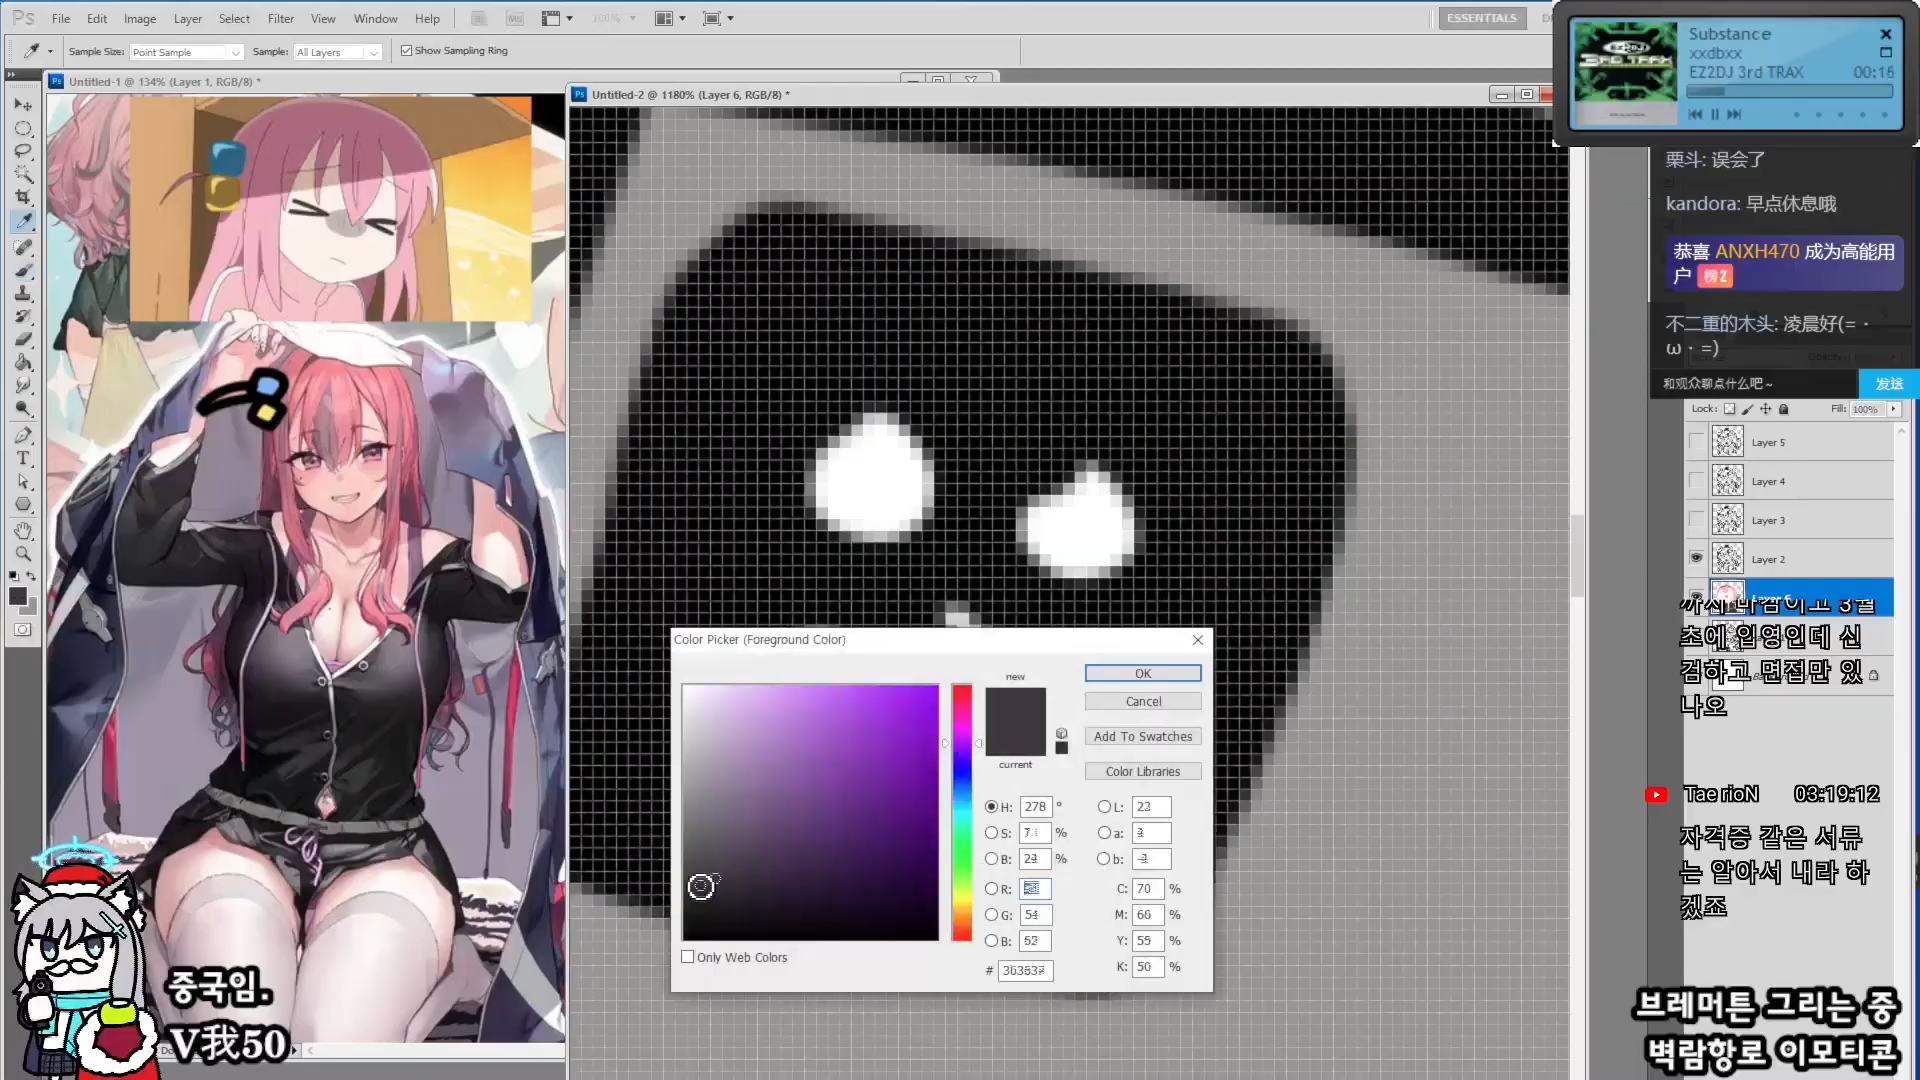 Ps File Edit Image Layer Select Filter View Window Help
ESSENTIALS
Sample Size: Point Sample Sample: All Layers Show Sampling Ring
Untitled-1 @ 134% (Layer 1, RGB/8) *
Untitled-2 @ 1180% (Layer 6, RGB/8) *
Substance
xxdbxx
EZ2DJ 3rd TRAX 00:16
栗斗: 误会了
kandora: 早点休息哦
恭喜 ANXH470 成为高能用
户 榜2
不二重的木头: 凌晨好(= ·
ω · =)
和观众聊点什么吧~
发送
Lock: Fill: 100%
Layer 5
Layer 4
Layer 3
Layer 2
초에 입영인데 신
검하고 면접만 있
나오
Tae rioN 03:19:12
자격증 같은 서류
는 알아서 내라 하
겠죠
브레머튼 그리는 중
벽람항로 이모티콘
중국임.
V我50
Color Picker (Foreground Color)
new
current
OK
Cancel
Add To Swatches
Color Libraries
H: 278 °
S: %
B: %
R:
G: 54
B:
L:
a:
b:
C: 70 %
M: 66 %
Y: 55 %
K: 50 %
#
Only Web Colors